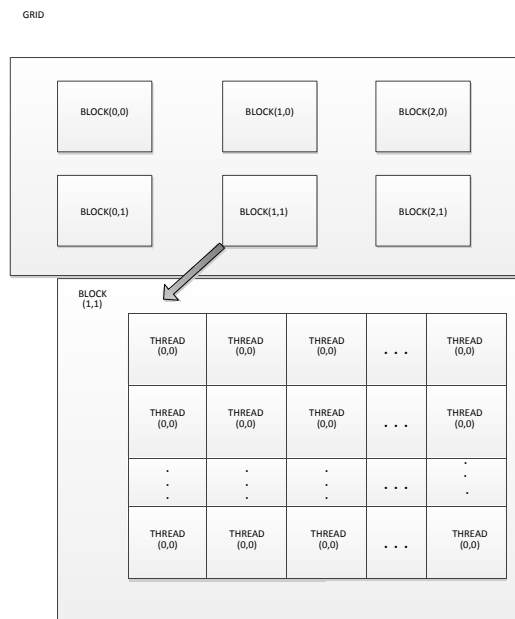 GRID
BLOCK(0,0) BLOCK(1,0) BLOCK(2,0)
BLOCK(0,1) BLOCK(1,1) BLOCK(2,1)
BLOCK
(1,1)
THREAD THREAD THREAD THREAD
(0,0) (0,0) (0,0) . . . (0,0)
THREAD THREAD THREAD THREAD
(0,0) (0,0) (0,0) . . . (0,0)
. . . .
. . . . . . .
. . . .
THREAD THREAD THREAD THREAD
(0,0) (0,0) (0,0) . . . (0,0)